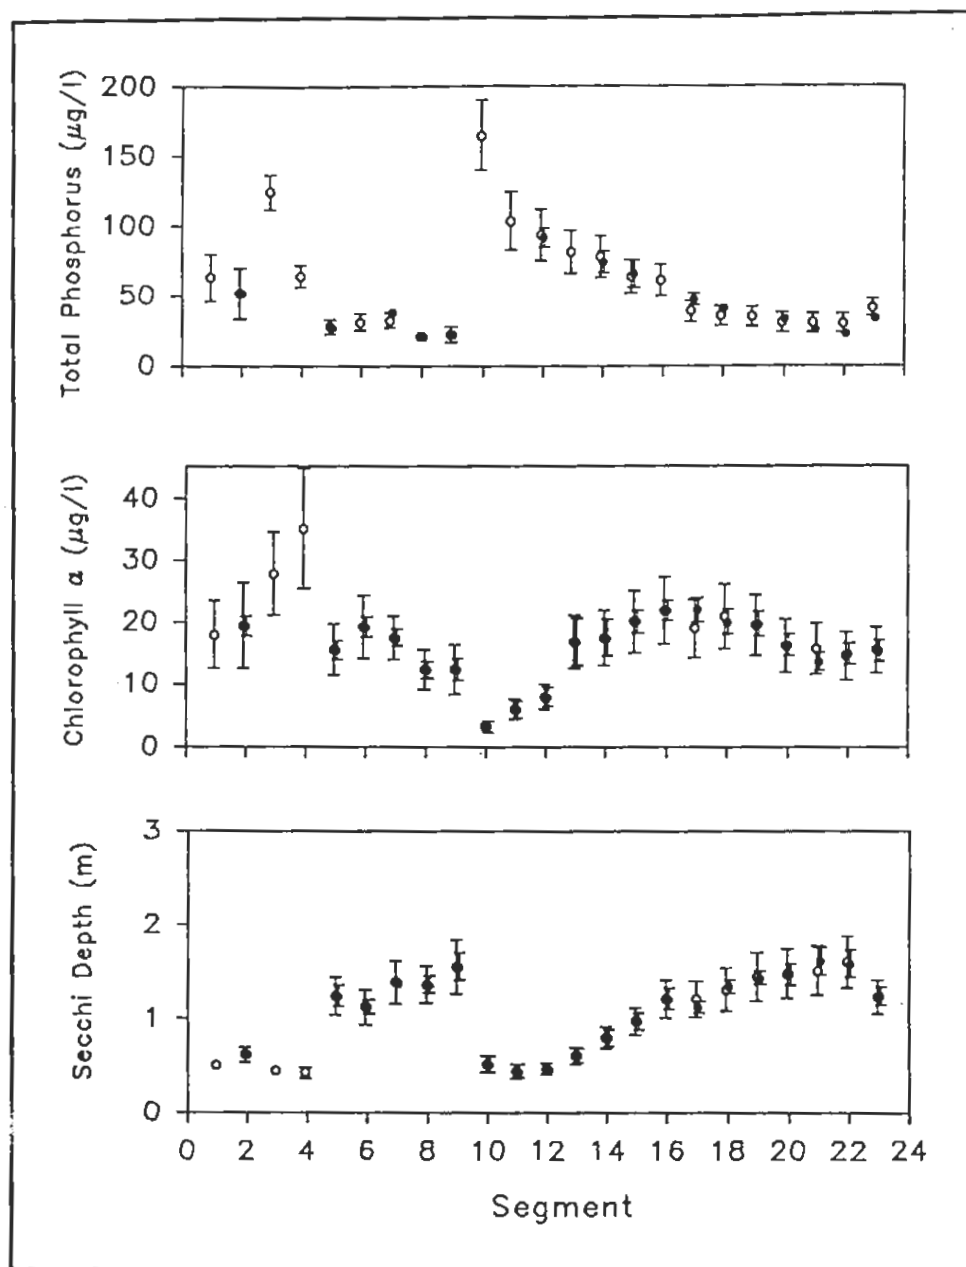 Total Phosphorus (μg/l)
200
150
100
50
0
Chlorophyll a (μg/l)
40
30
20
10
0
Secchi Depth (m)
3
2
1
0
0 2 4 6 8 10 12 14 16 18 20 22 24
Segment